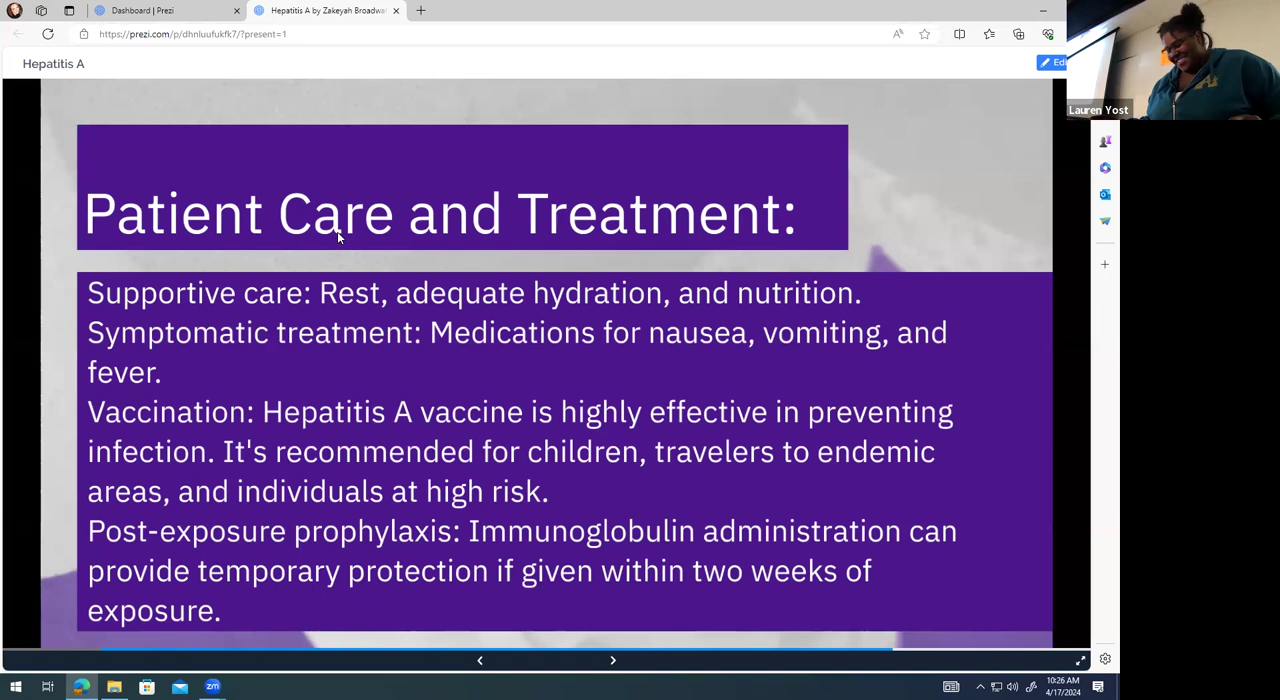 Dashboard | Prezi
Hepatitis A by Zakeyah Broadwa
https://prezi.com/p/dhnluufukfk7/?present=1
Hepatitis A
Edi
Lauren Yost
Patient Care and Treatment:
Supportive care: Rest, adequate hydration, and nutrition.
Symptomatic treatment: Medications for nausea, vomiting, and
fever.
Vaccination: Hepatitis A vaccine is highly effective in preventing
infection. It's recommended for children, travelers to endemic
areas, and individuals at high risk.
Post-exposure prophylaxis: Immunoglobulin administration can
provide temporary protection if given within two weeks of
exposure.
zm
10:26 AM
4/17/2024